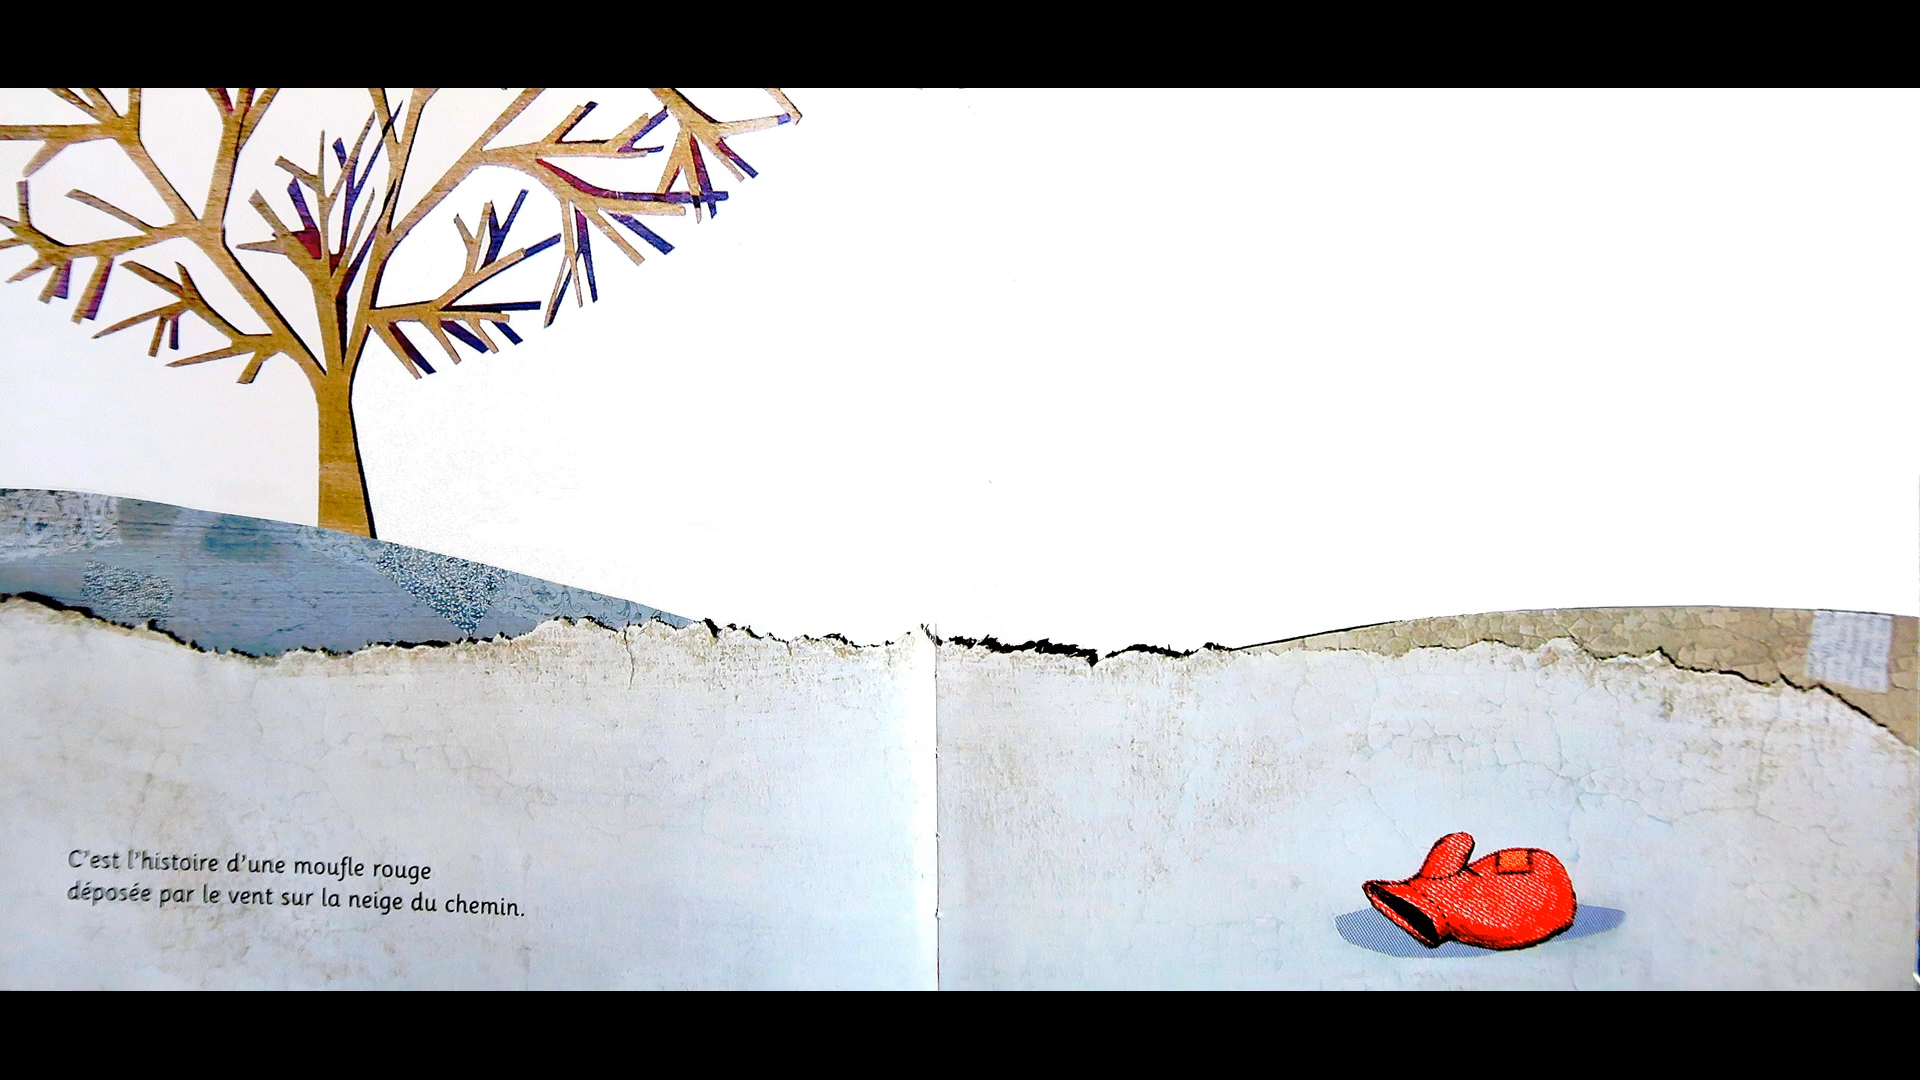 C'est l'histoire d'une moufle rouge
déposée par le vent sur la neige du chemin.